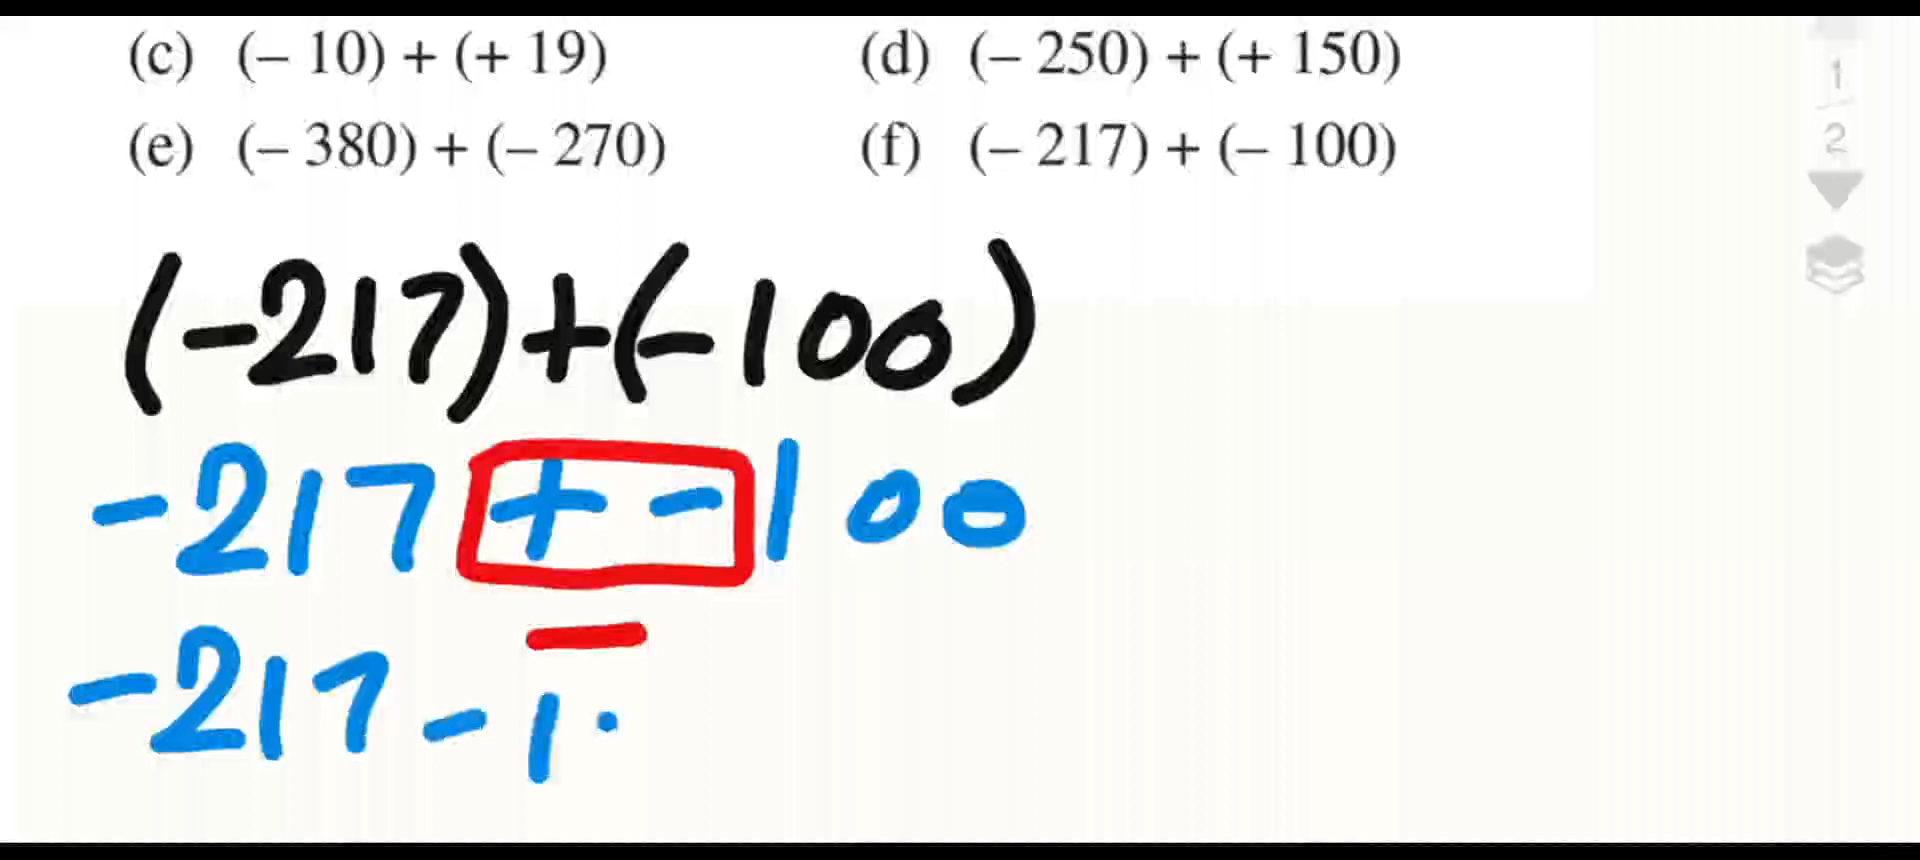 (c) (– 10) + (+ 19) (d) (– 250) + (+ 150)
(e) (– 380) + (– 270) (f) (– 217) + (– 100)
(-217)+(-100)
-217 + -100
-
-217 - 1
1
2